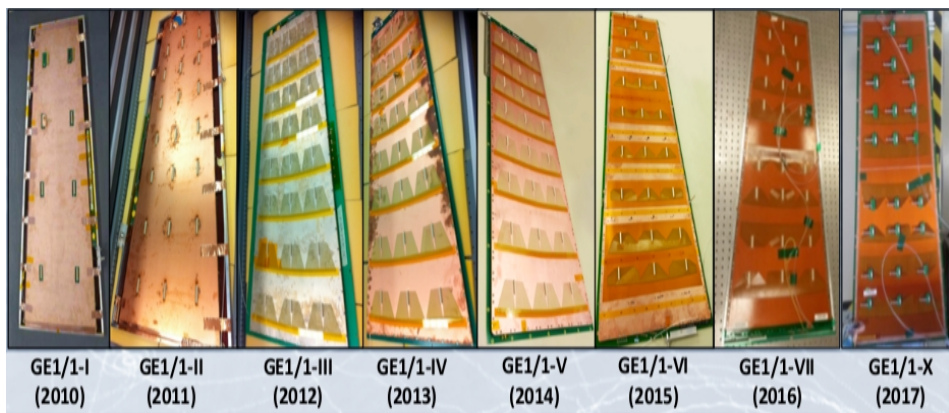 GE1/1-I
(2010)
GE1/1-II
(2011)
GE1/1-III
(2012)
GE1/1-IV
(2013)
GE1/1-V
(2014)
GE1/1-VI
(2015)
GE1/1-VII
(2016)
GE1/1-X
(2017)